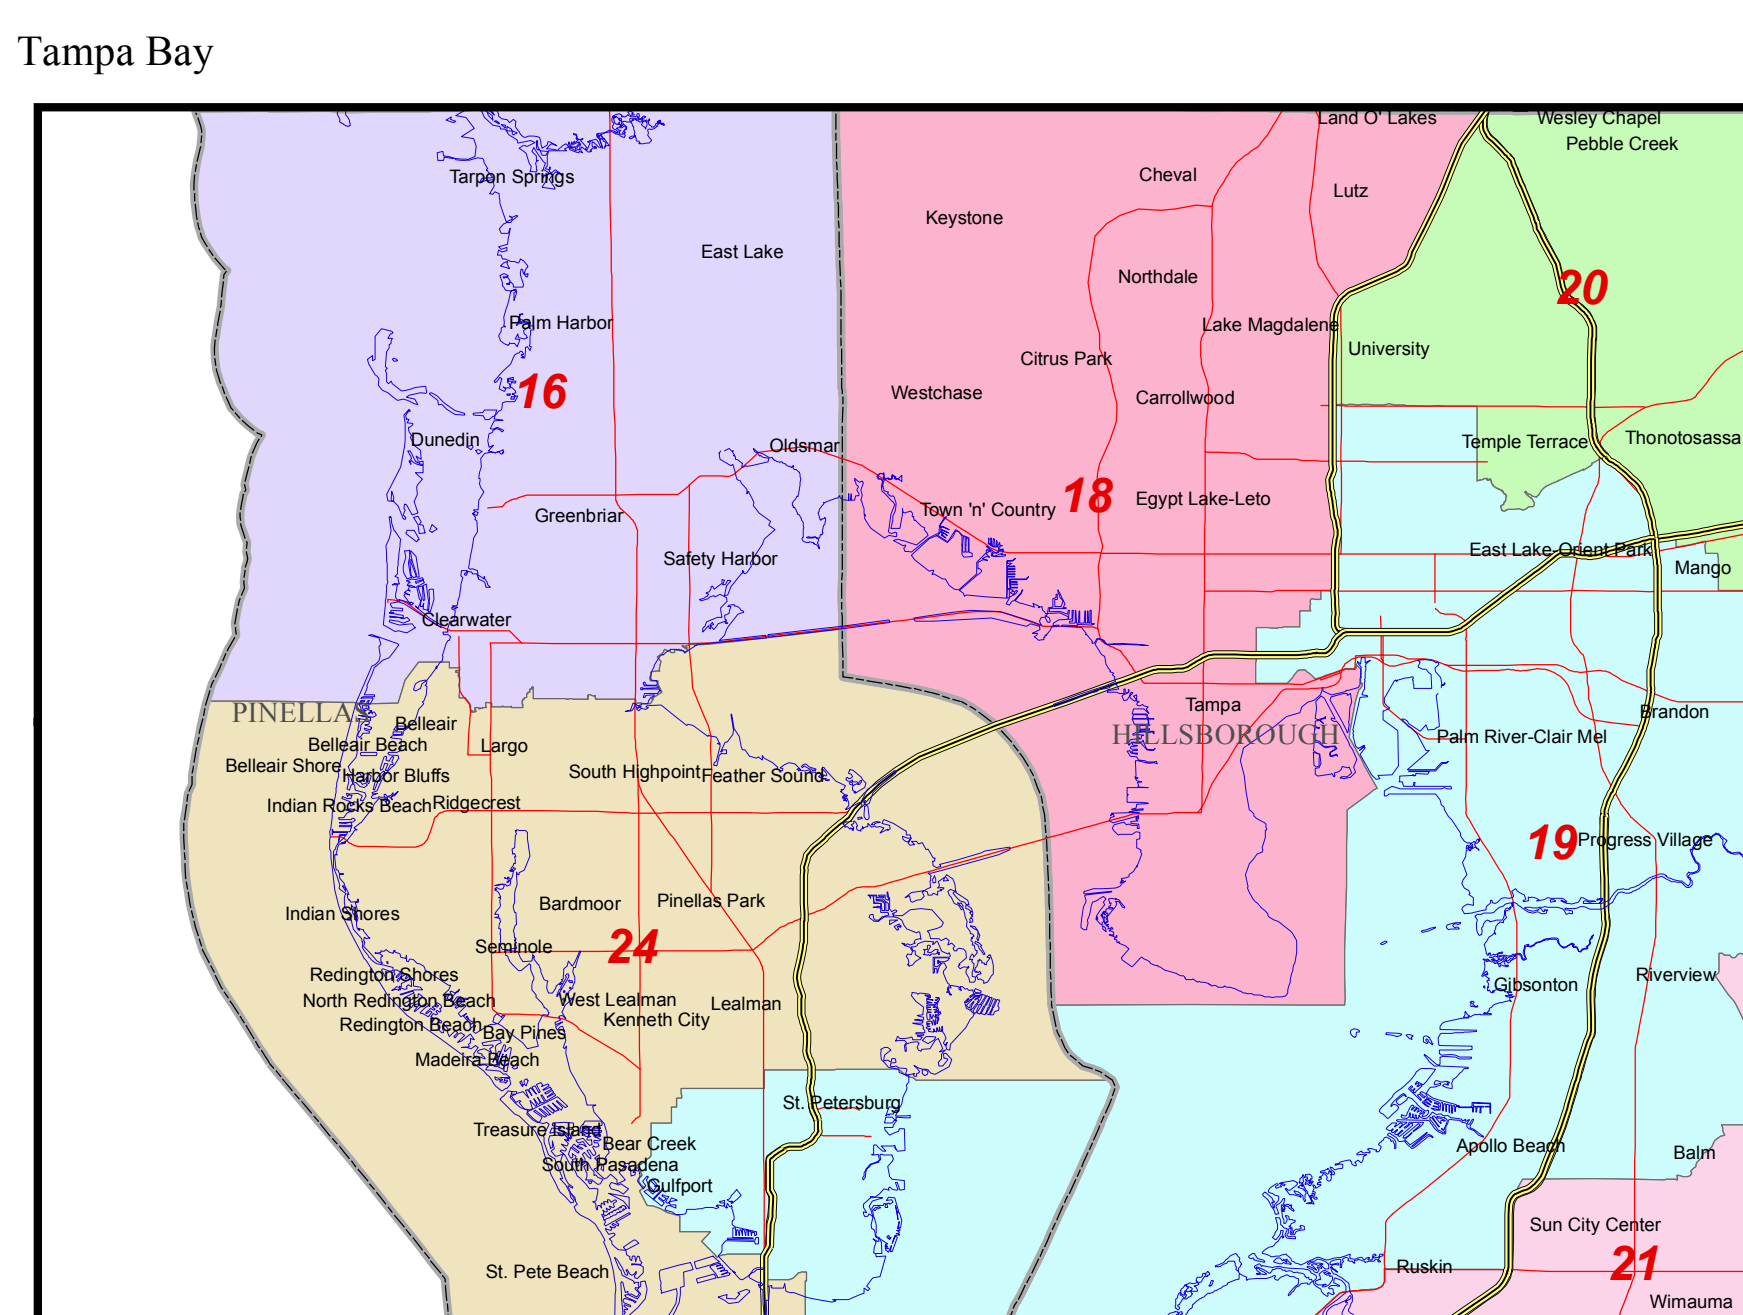 Tampa Bay
Land O' Lakes
Wesley Chapel
Pebble Creek
Cheval
Tarpon Springs
Lutz
Keystone
East Lake
Northdale
20
Palm Harbor
Lake Magdalene
University
Citrus Park
16
Westchase
Carrollwood
Dunedin
Oldsmar
Temple Terrace
Thonotosassa
18
Egypt Lake-Leto
Town 'n' Country
Greenbriar
East Lake-Orient Park
Safety Harbor
Mango
Clearwater
Tampa
PINELLAS
Brandon
Belleair
HILLSBOROUGH
Palm River-Clair Mel
Belleair Beach
Largo
Belleair Shore
Harbor Bluffs
South Highpoint
Feather Sound
Indian Rocks Beach
Ridgecrest
19
Progress Village
Bardmoor
Pinellas Park
Indian Shores
Seminole
24
Redington Shores
Riverview
Gibsonton
North Redington Beach
West Lealman
Lealman
Kenneth City
Redington Beach
Bay Pines
Madeira Beach
St. Petersburg
Treasure Island
Bear Creek
Apollo Beach
Balm
South Pasadena
Gulfport
Sun City Center
21
Ruskin
St. Pete Beach
Wimauma